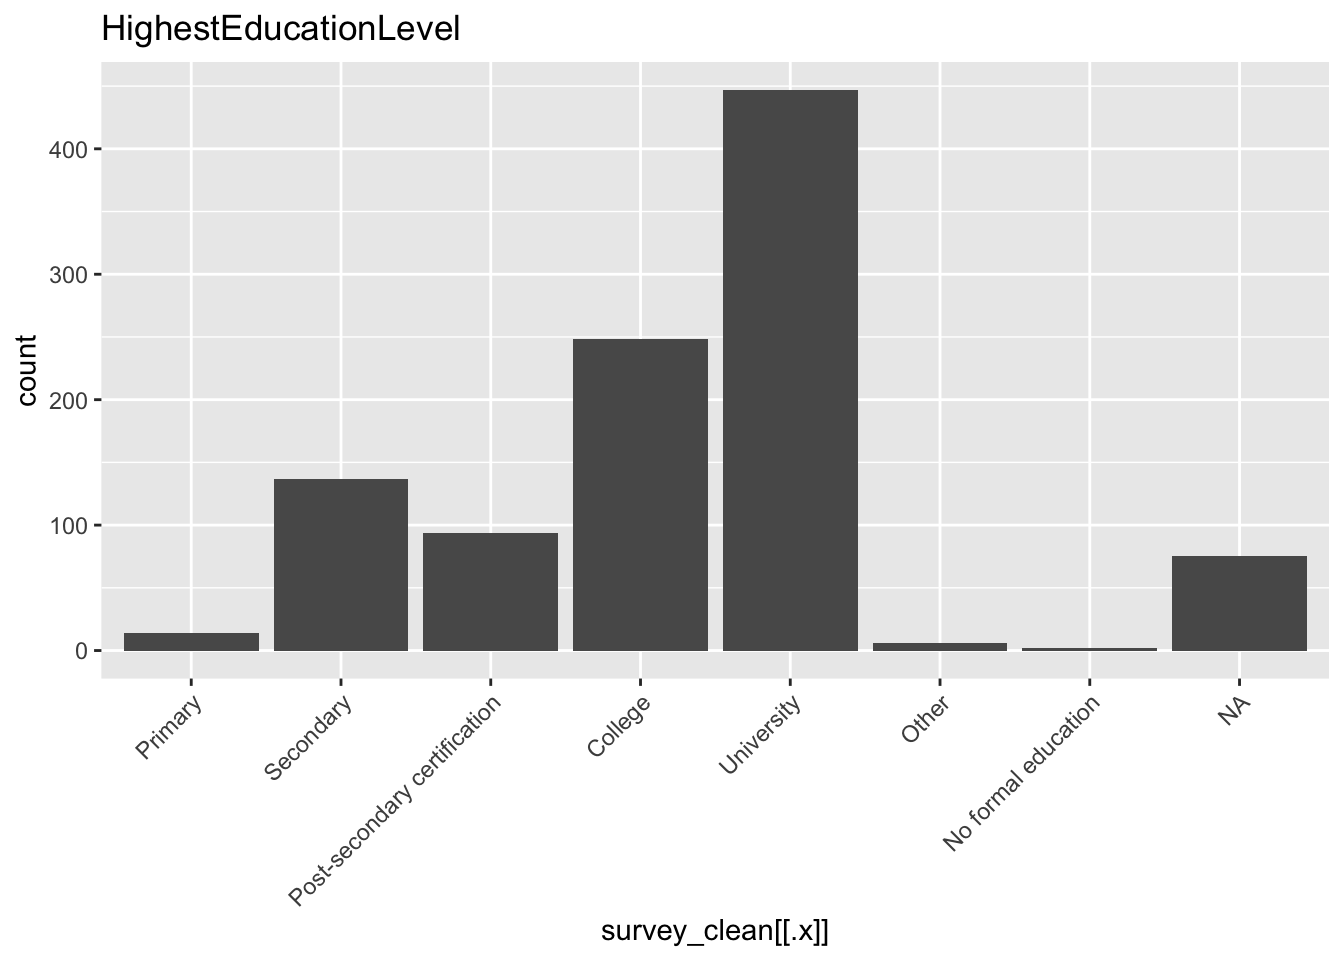 HighestEducationLevel
count
400
300
200
100
0
Primary
Secondary
Post-secondary certification
College
University
Other
No formal education
NA
survey_clean[[.x]]